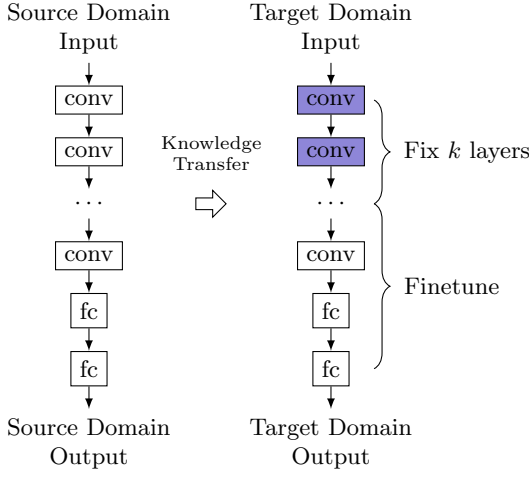 Source Domain
Input
conv
conv
...
conv
fc
fc
Source Domain
Output
Knowledge
Transfer
Target Domain
Input
conv
conv
...
conv
fc
fc
Target Domain
Output
Fix k layers
Finetune